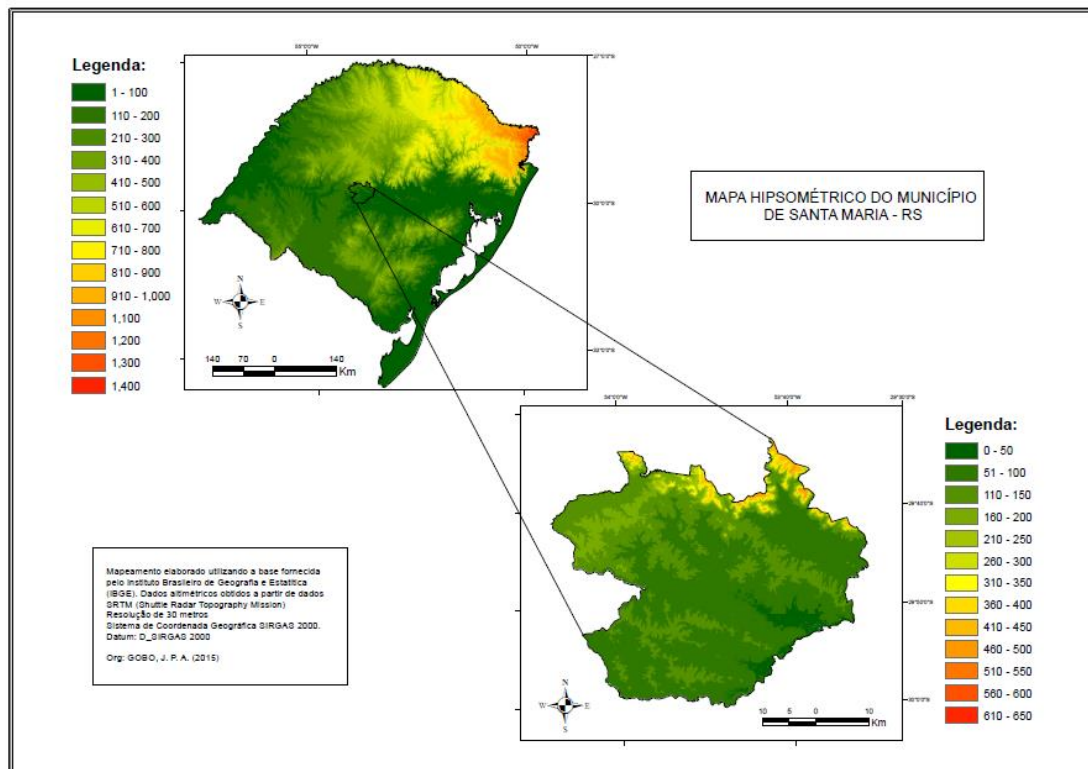 Legenda:
1 - 100
110 - 200
210 - 300
310 - 400
410 - 500
510 - 600
610 - 700
710 - 800
810 - 900
910 - 1,000
1,100
1,200
1,300
1,400
N
W E
S
140 70 0 140
Km
MAPA HIPSOMÉTRICO DO MUNICÍPIO
DE SANTA MARIA - RS
Legenda:
0 - 50
51 - 100
110 - 150
160 - 200
210 - 250
260 - 300
310 - 350
360 - 400
410 - 450
460 - 500
510 - 550
560 - 600
610 - 650
N
W E
S
10 5 0 10
Km
Mapeamento elaborado utilizando a base fornecida
pelo Instituto Brasileiro de Geografia e Estatítica
(IBGE). Dados altimétricos obtidos a partir de dados
SRTM (Shuttle Radar Topography Mission)
Resolução de 30 metros
Sistema de Coordenada Geográfica SIRGAS 2000.
Datum: D_SIRGAS 2000
Org: GOBO, J. P. A. (2015)